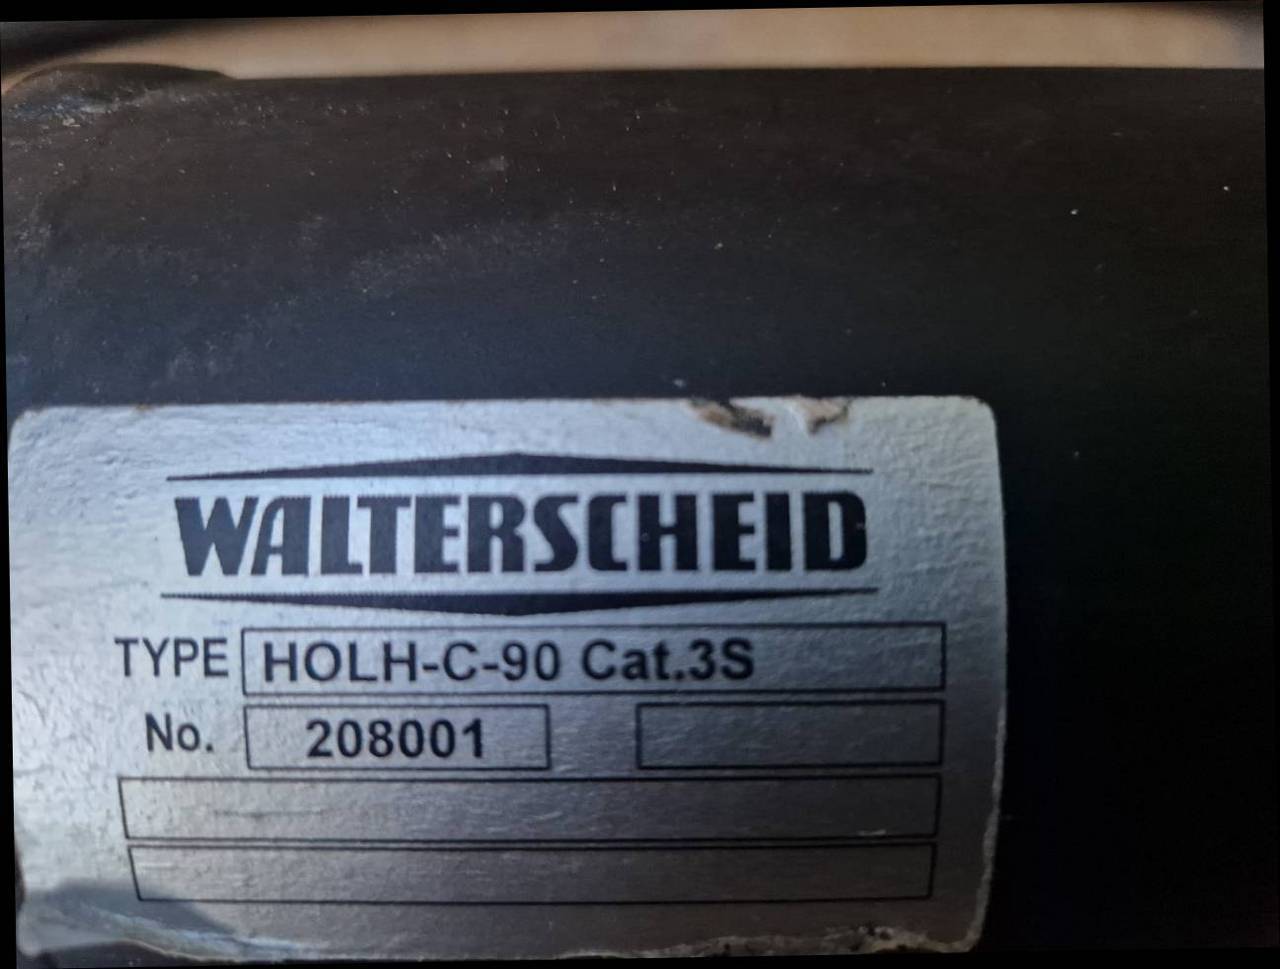 WALTERSCHEID
TYPE HOLH-C-90 Cat.3S
No. 208001